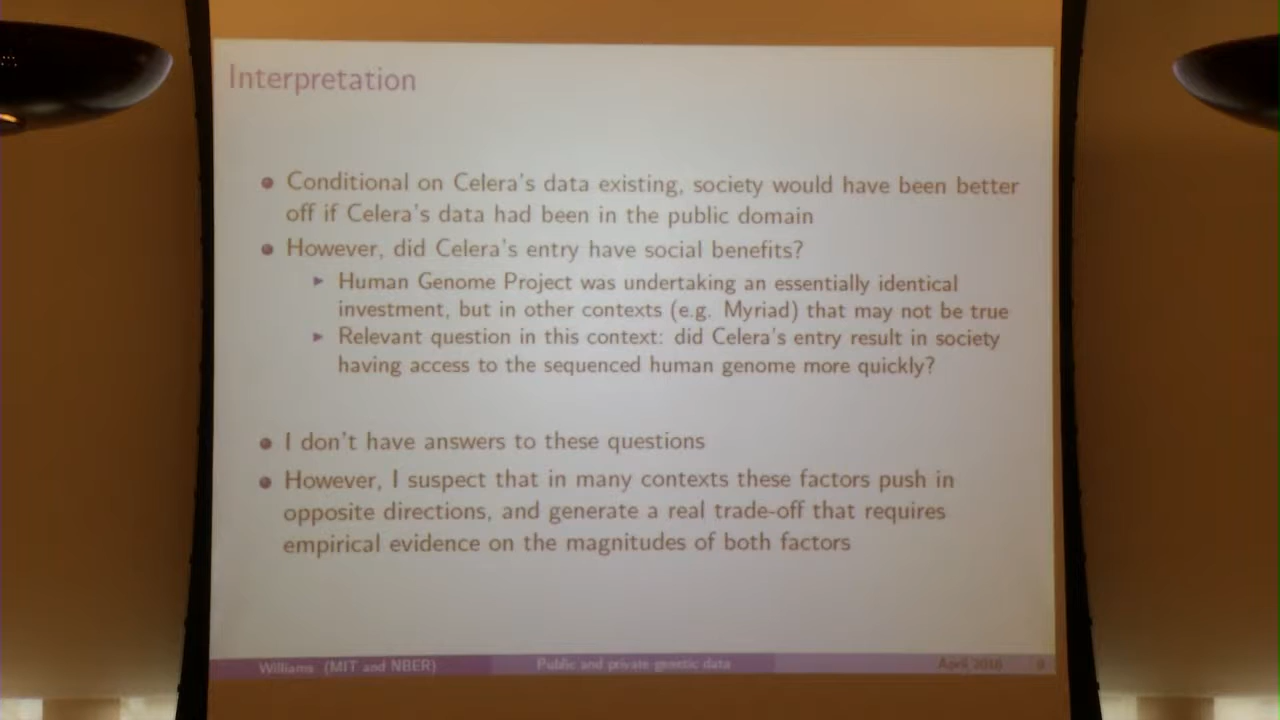 Interpretation
Conditional on Celera's data existing, society would have been better
off if Celera's data had been in the public domain
However, did Celera's entry have social benefits?
Human Genome Project was undertaking an essentially identical
investment, but in other contexts (e.g. Myriad) that may not be true
Relevant question in this context: did Celera's entry result in society
having access to the sequenced human genome more quickly?
I don't have answers to these questions
However, I suspect that in many contexts these factors push in
opposite directions, and generate a real trade-off that requires
empirical evidence on the magnitudes of both factors
Williams (MIT and NBER) Public and private genetic data April